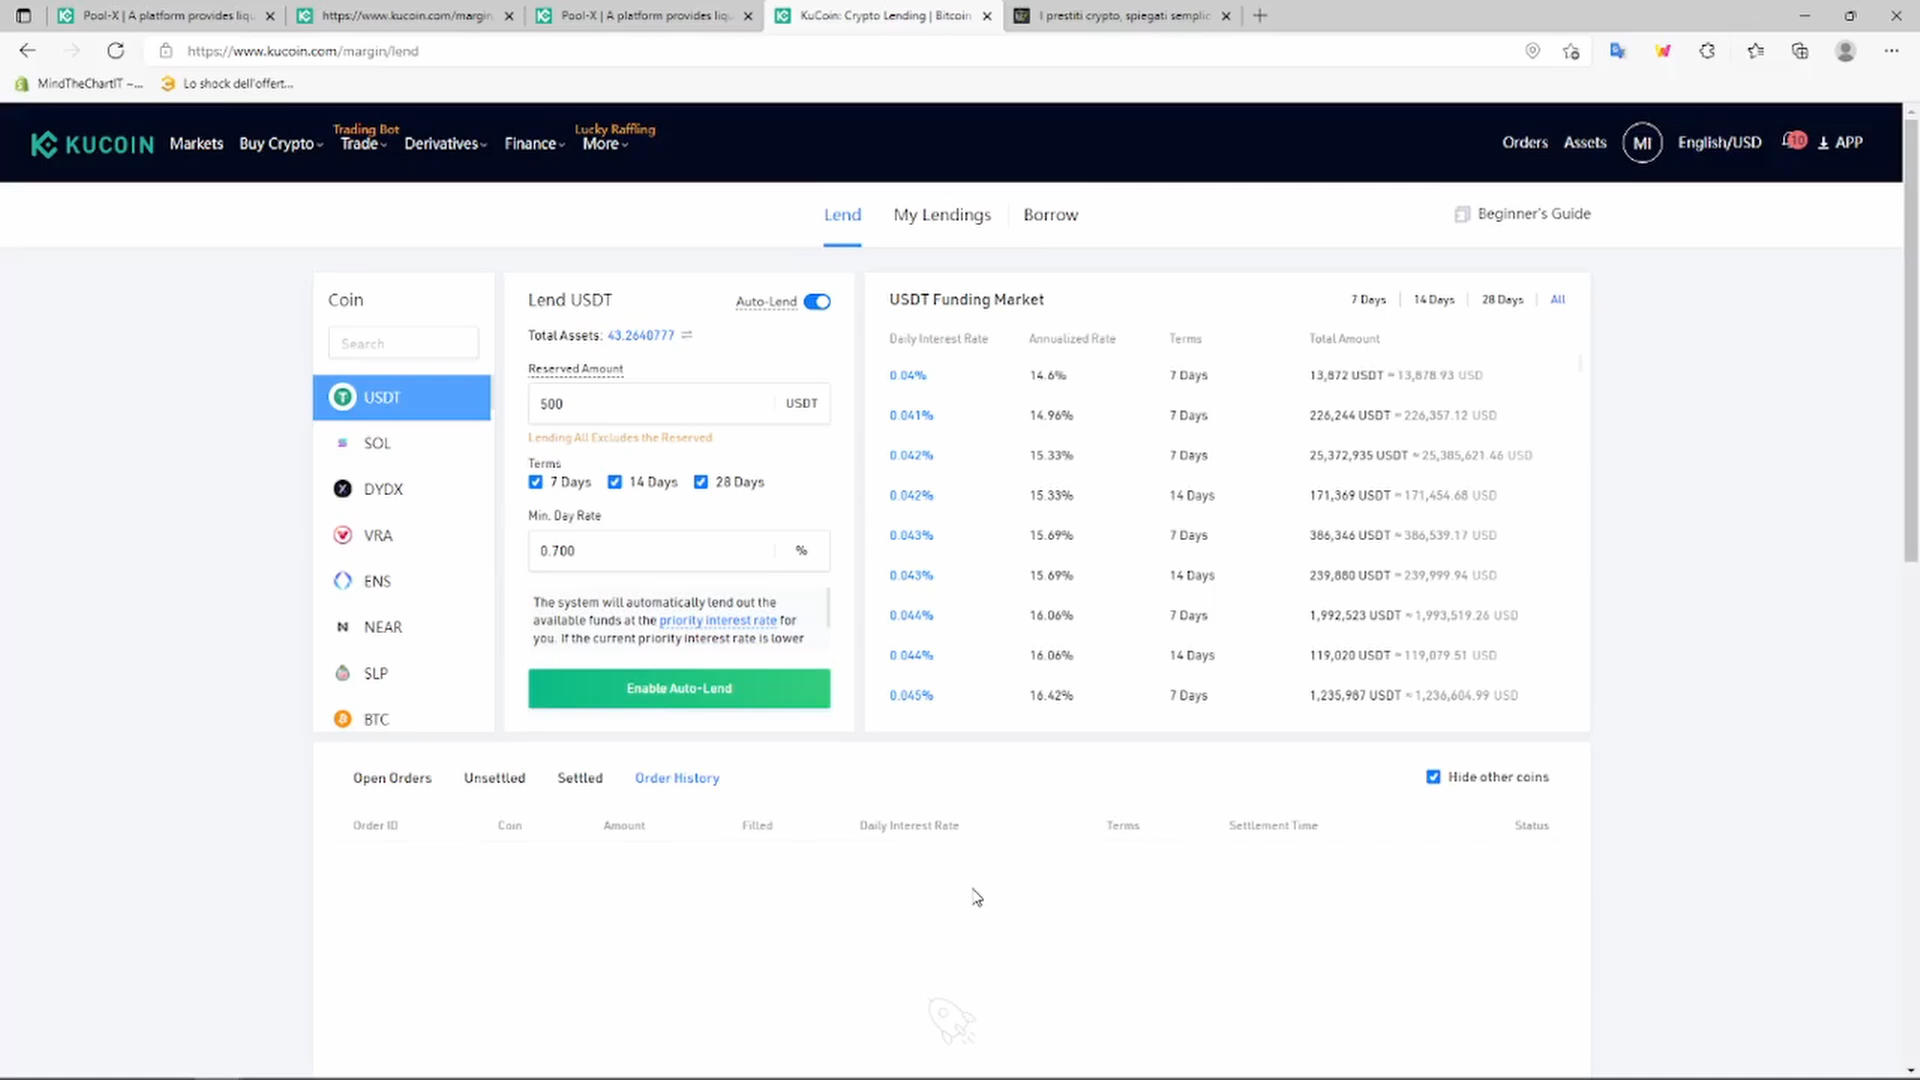 Pool-X | A platform provides liqu
https://www.kucoin.com/margin
Pool-X | A platform provides liqu
KuCoin: Crypto Lending | Bitcoin
I prestiti crypto, spiegati semplic
https://www.kucoin.com/margin/lend
MindTheChartIT –...
Lo shock dell'offert...
KUCOIN
Markets
Buy Crypto
Trading Bot
Trade
Derivatives
Finance
Lucky Raffling
More
Orders
Assets
MI
English/USD
10
APP
Lend
My Lendings
Borrow
Beginner's Guide
Coin
Search
USDT
SOL
DYDX
VRA
ENS
NEAR
SLP
BTC
Lend USDT
Auto-Lend
Total Assets: 43.2640777
Reserved Amount
500 USDT
Lending All Excludes the Reserved
Terms
7 Days 14 Days 28 Days
Min. Day Rate
0.700 %
The system will automatically lend out the
available funds at the priority interest rate for
you. If the current priority interest rate is lower
Enable Auto-Lend
USDT Funding Market
7 Days | 14 Days | 28 Days | All
Daily Interest Rate Annualized Rate Terms Total Amount
0.04% 14.6% 7 Days 13,872 USDT ≈ 13,878.93 USD
0.041% 14.96% 7 Days 226,244 USDT ≈ 226,357.12 USD
0.042% 15.33% 7 Days 25,372,935 USDT ≈ 25,385,621.46 USD
0.042% 15.33% 14 Days 171,369 USDT ≈ 171,454.68 USD
0.043% 15.69% 7 Days 386,346 USDT ≈ 386,539.17 USD
0.043% 15.69% 14 Days 239,880 USDT ≈ 239,999.94 USD
0.044% 16.06% 7 Days 1,992,523 USDT ≈ 1,993,519.26 USD
0.044% 16.06% 14 Days 119,020 USDT ≈ 119,079.51 USD
0.045% 16.42% 7 Days 1,235,987 USDT ≈ 1,236,604.99 USD
Open Orders
Unsettled
Settled
Order History
Hide other coins
Order ID Coin Amount Filled Daily Interest Rate Terms Settlement Time Status